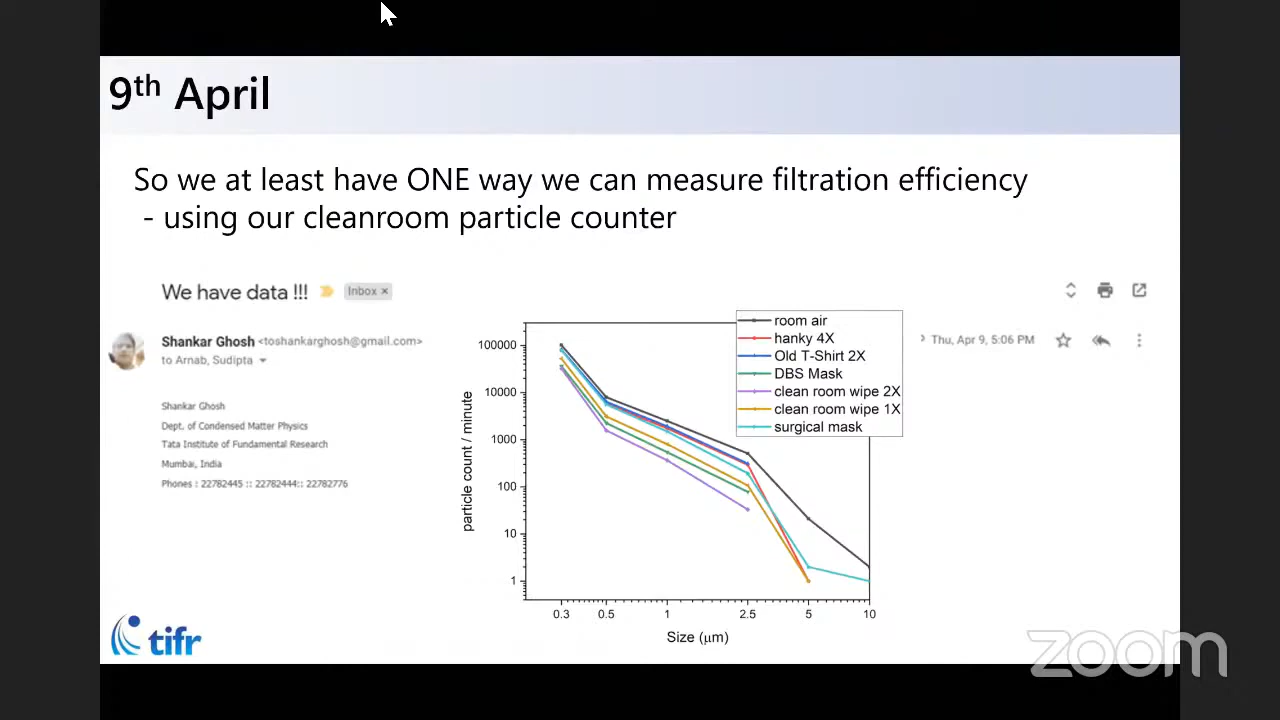 9th April
So we at least have ONE way we can measure filtration efficiency
- using our cleanroom particle counter
We have data !!!
Inbox ×
Shankar Ghosh <toshankarghosh@gmail.com>
to Arnab, Sudipta
Thu, Apr 9, 5:06 PM
Shankar Ghosh
Dept. of Condensed Matter Physics
Tata Institute of Fundamental Research
Mumbai, India
Phones : 22782445 :: 22782444:: 22782776
room air
hanky 4X
Old T-Shirt 2X
DBS Mask
clean room wipe 2X
clean room wipe 1X
surgical mask
particle count / minute
100000
10000
1000
100
10
1
0.3 0.5 1 2.5 5 10
Size (μm)
tifr
zoom